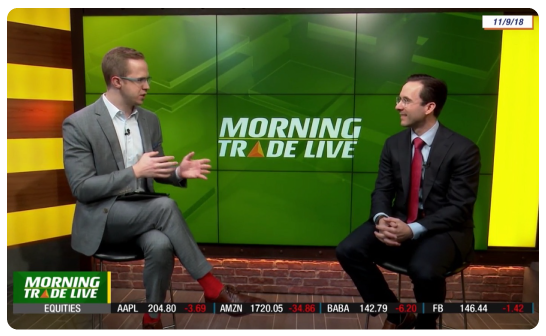 11/9/18
MORNING
TRADE LIVE
MORNING
TRADE LIVE
EQUITIES AAPL 204.80 -3.69 AMZN 1720.05 -34.86 BABA 142.79 -6.20 FB 146.44 -1.42